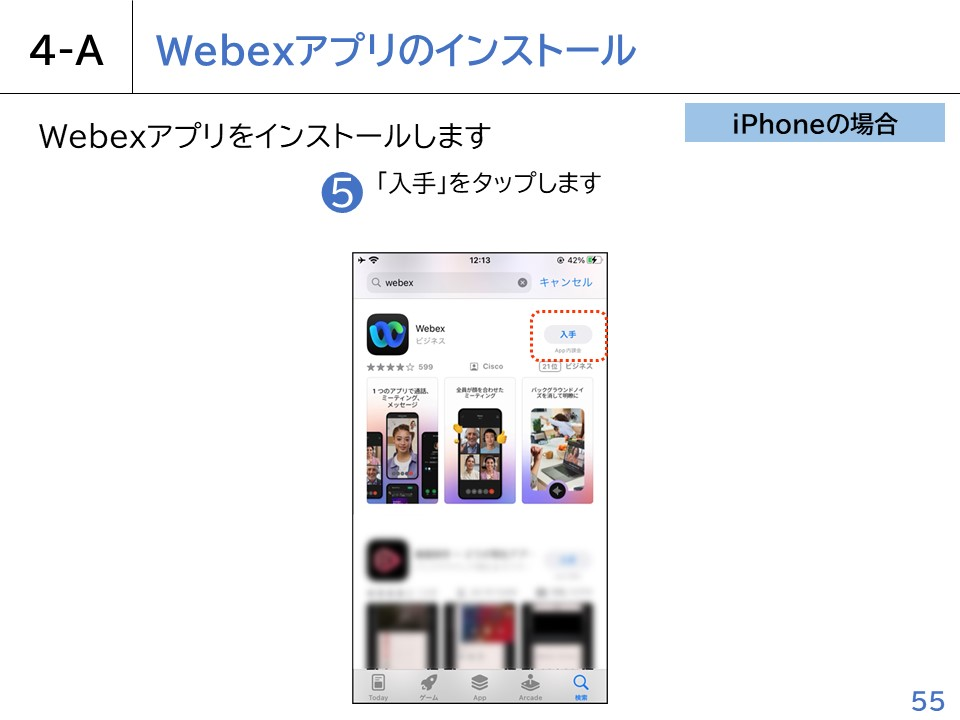 4-A
Webexアプリのインストール
Webexアプリをインストールします
iPhoneの場合
5
「入手」をタップします
12:13
42%
webex
キャンセル
Webex
ビジネス
入手
App内課金
★★★★☆ 599
Cisco
21位 ビジネス
1つのアプリで通話、
ミーティング、
メッセージ
全員が顔を合わせた
ミーティング
バックグラウンドノイ
ズを消して明瞭に
Today
ゲーム
App
Arcade
検索
55